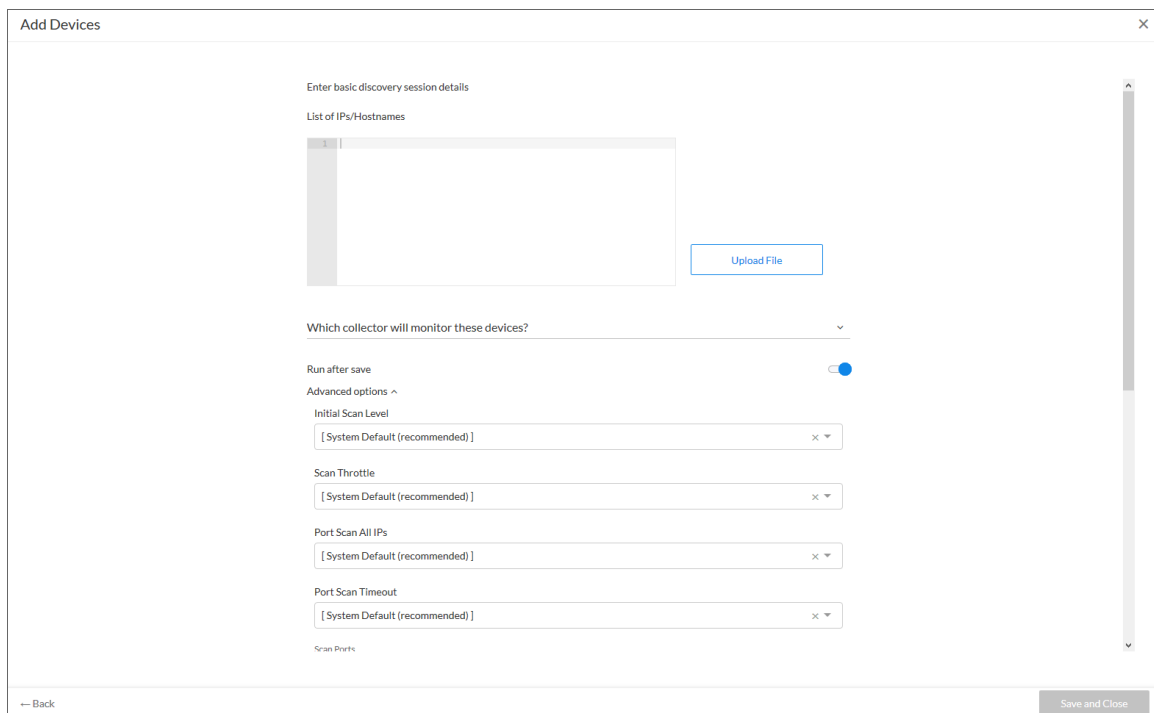 Add Devices
Enter basic discovery session details
List of IPs/Hostnames
1
Upload File
Which collector will monitor these devices?
Run after save
Advanced options
Initial Scan Level
[ System Default (recommended) ]
Scan Throttle
[ System Default (recommended) ]
Port Scan All IPs
[ System Default (recommended) ]
Port Scan Timeout
[ System Default (recommended) ]
Scan Ports
← Back
Save and Close